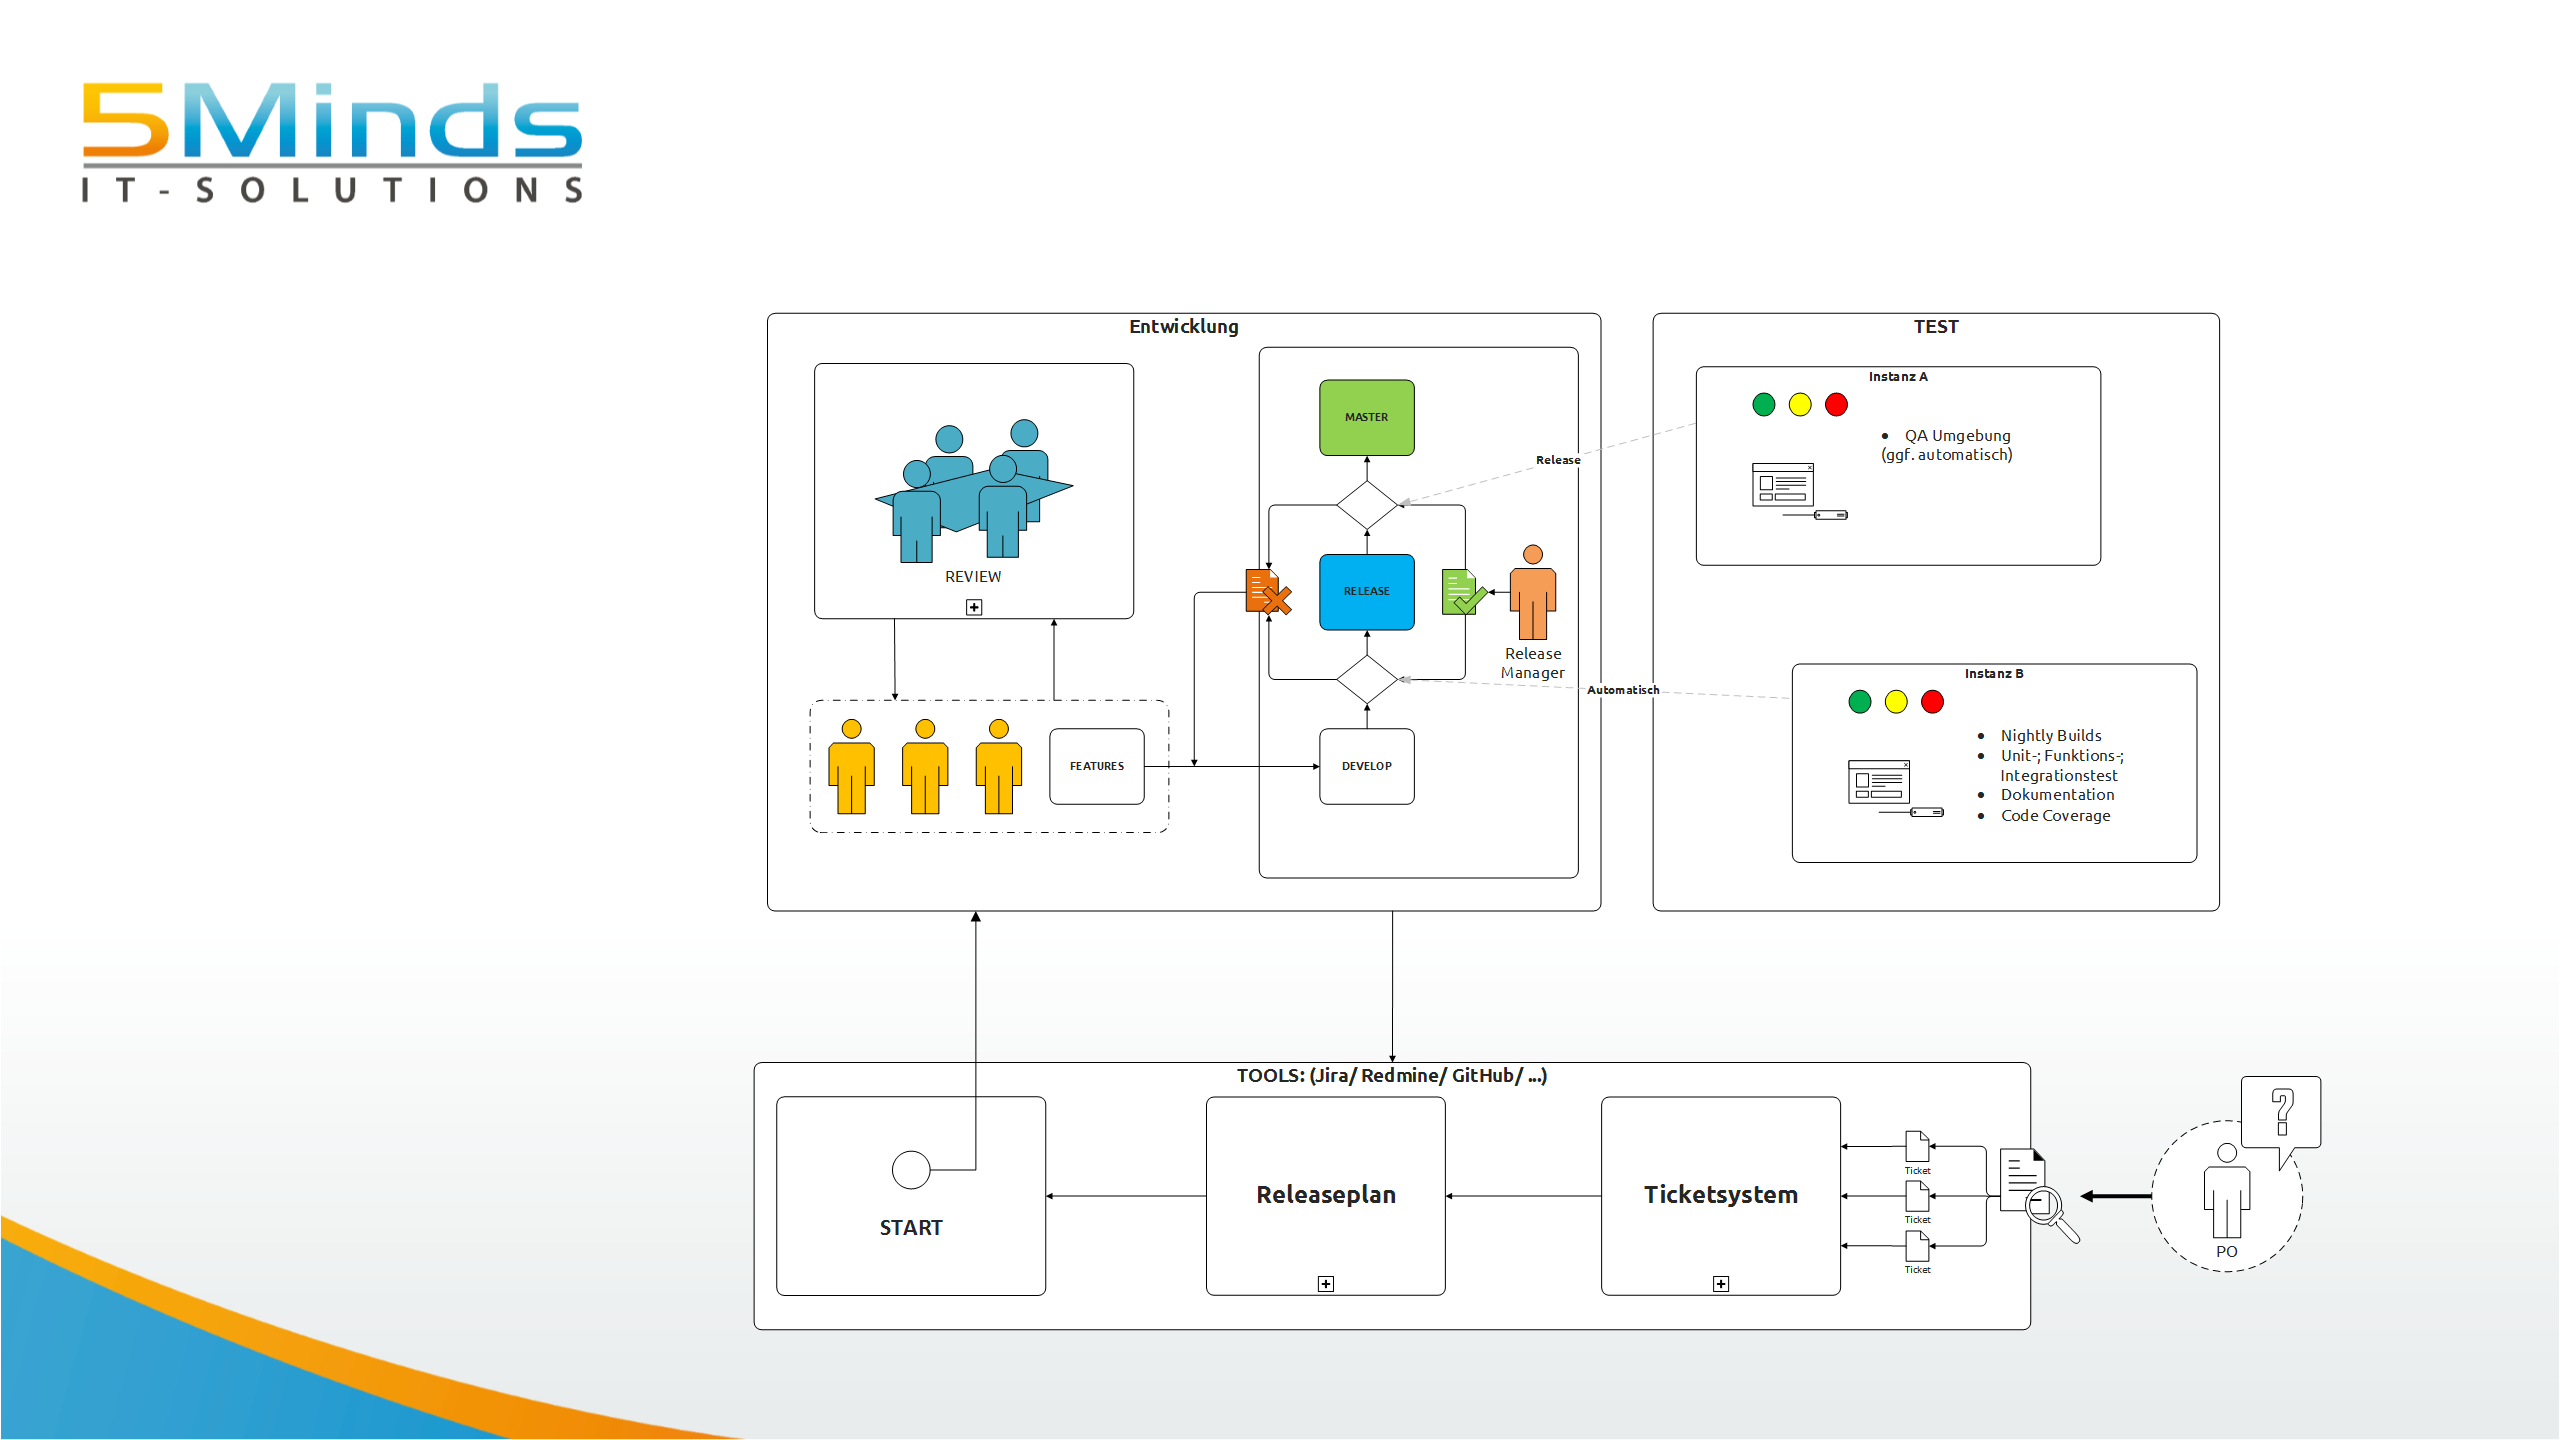 5Minds
IT-SOLUTIONS
Entwicklung
REVIEW
FEATURES
MASTER
RELEASE
DEVELOP
Release
Manager
Release
Automatisch
TEST
Instanz A
• QA Umgebung
(ggf. automatisch)
Instanz B
• Nightly Builds
• Unit-; Funktions-;
Integrationstest
• Dokumentation
• Code Coverage
TOOLS: (Jira/ Redmine/ GitHub/ ...)
START
Releaseplan
Ticketsystem
Ticket
Ticket
Ticket
?
PO